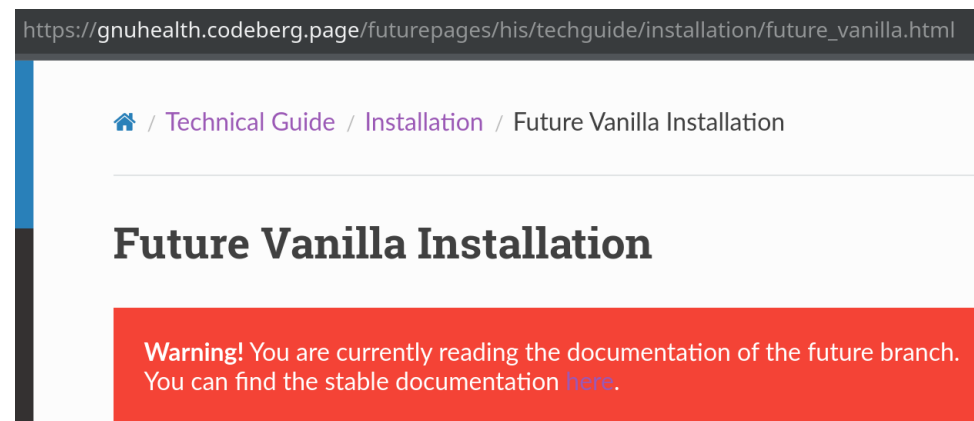 https://gnuhealth.codeberg.page/futurepages/his/techguide/installation/future_vanilla.html
/ Technical Guide / Installation / Future Vanilla Installation
Future Vanilla Installation
Warning! You are currently reading the documentation of the future branch.
You can find the stable documentation here.